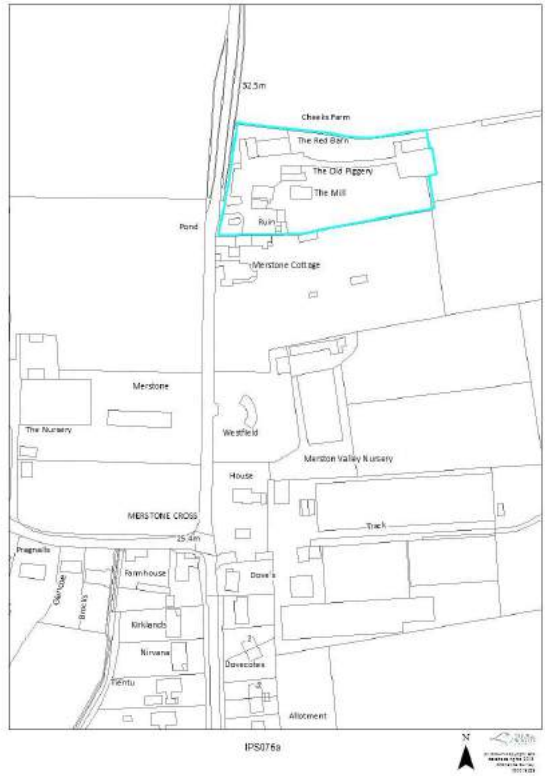 32.5m
Cheeks Farm
The Red Barn
The Old Piggery
The Mill
Ruin
Pond
Merstone Cottage
Merstone
The Nursery
Westfield
Merston Valley Nursery
House
MERSTONE CROSS
25.4m
Track
Pragnalls
Farmhouse
Dove's
Brocks
Kirklands
Nirvana
2
Dovecotes
Allotment
IPS076a
N